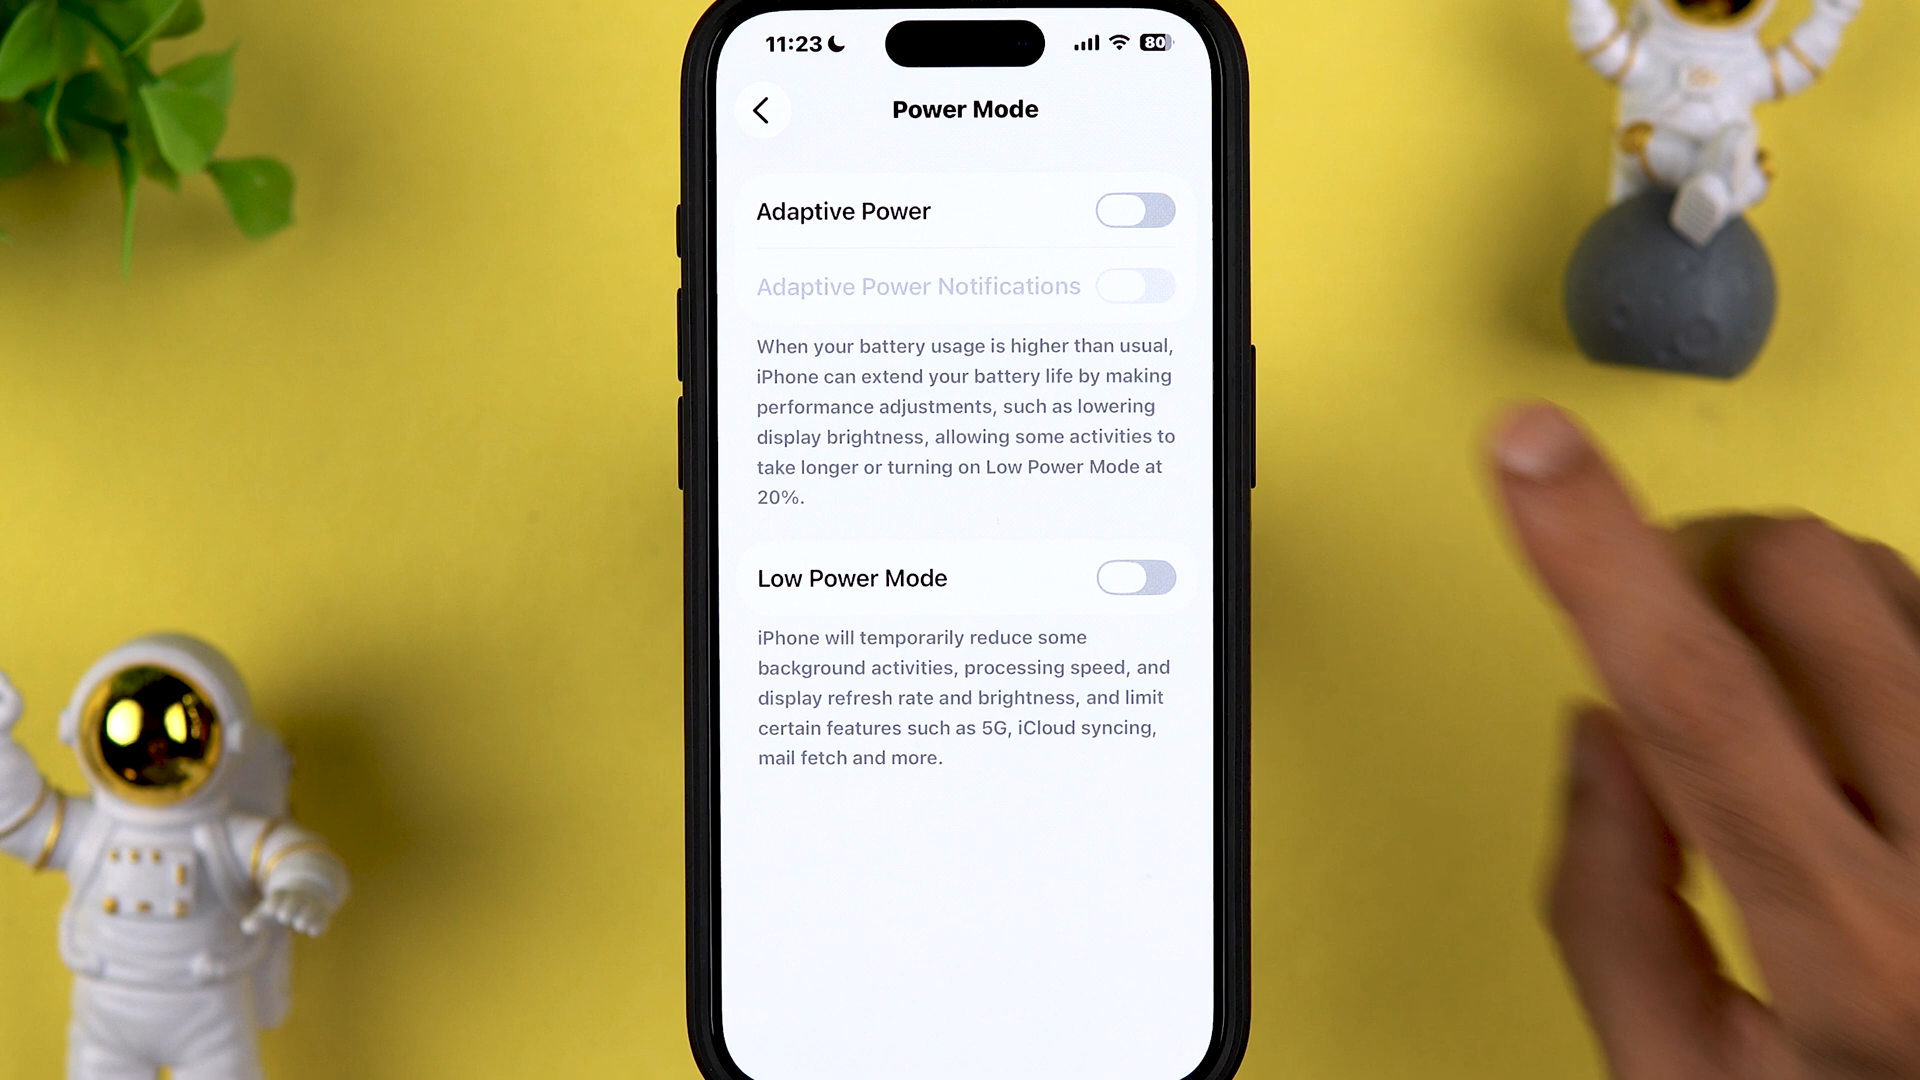 11:23
80
Power Mode
Adaptive Power
Adaptive Power Notifications
When your battery usage is higher than usual,
iPhone can extend your battery life by making
performance adjustments, such as lowering
display brightness, allowing some activities to
take longer or turning on Low Power Mode at
20%.
Low Power Mode
iPhone will temporarily reduce some
background activities, processing speed, and
display refresh rate and brightness, and limit
certain features such as 5G, iCloud syncing,
mail fetch and more.